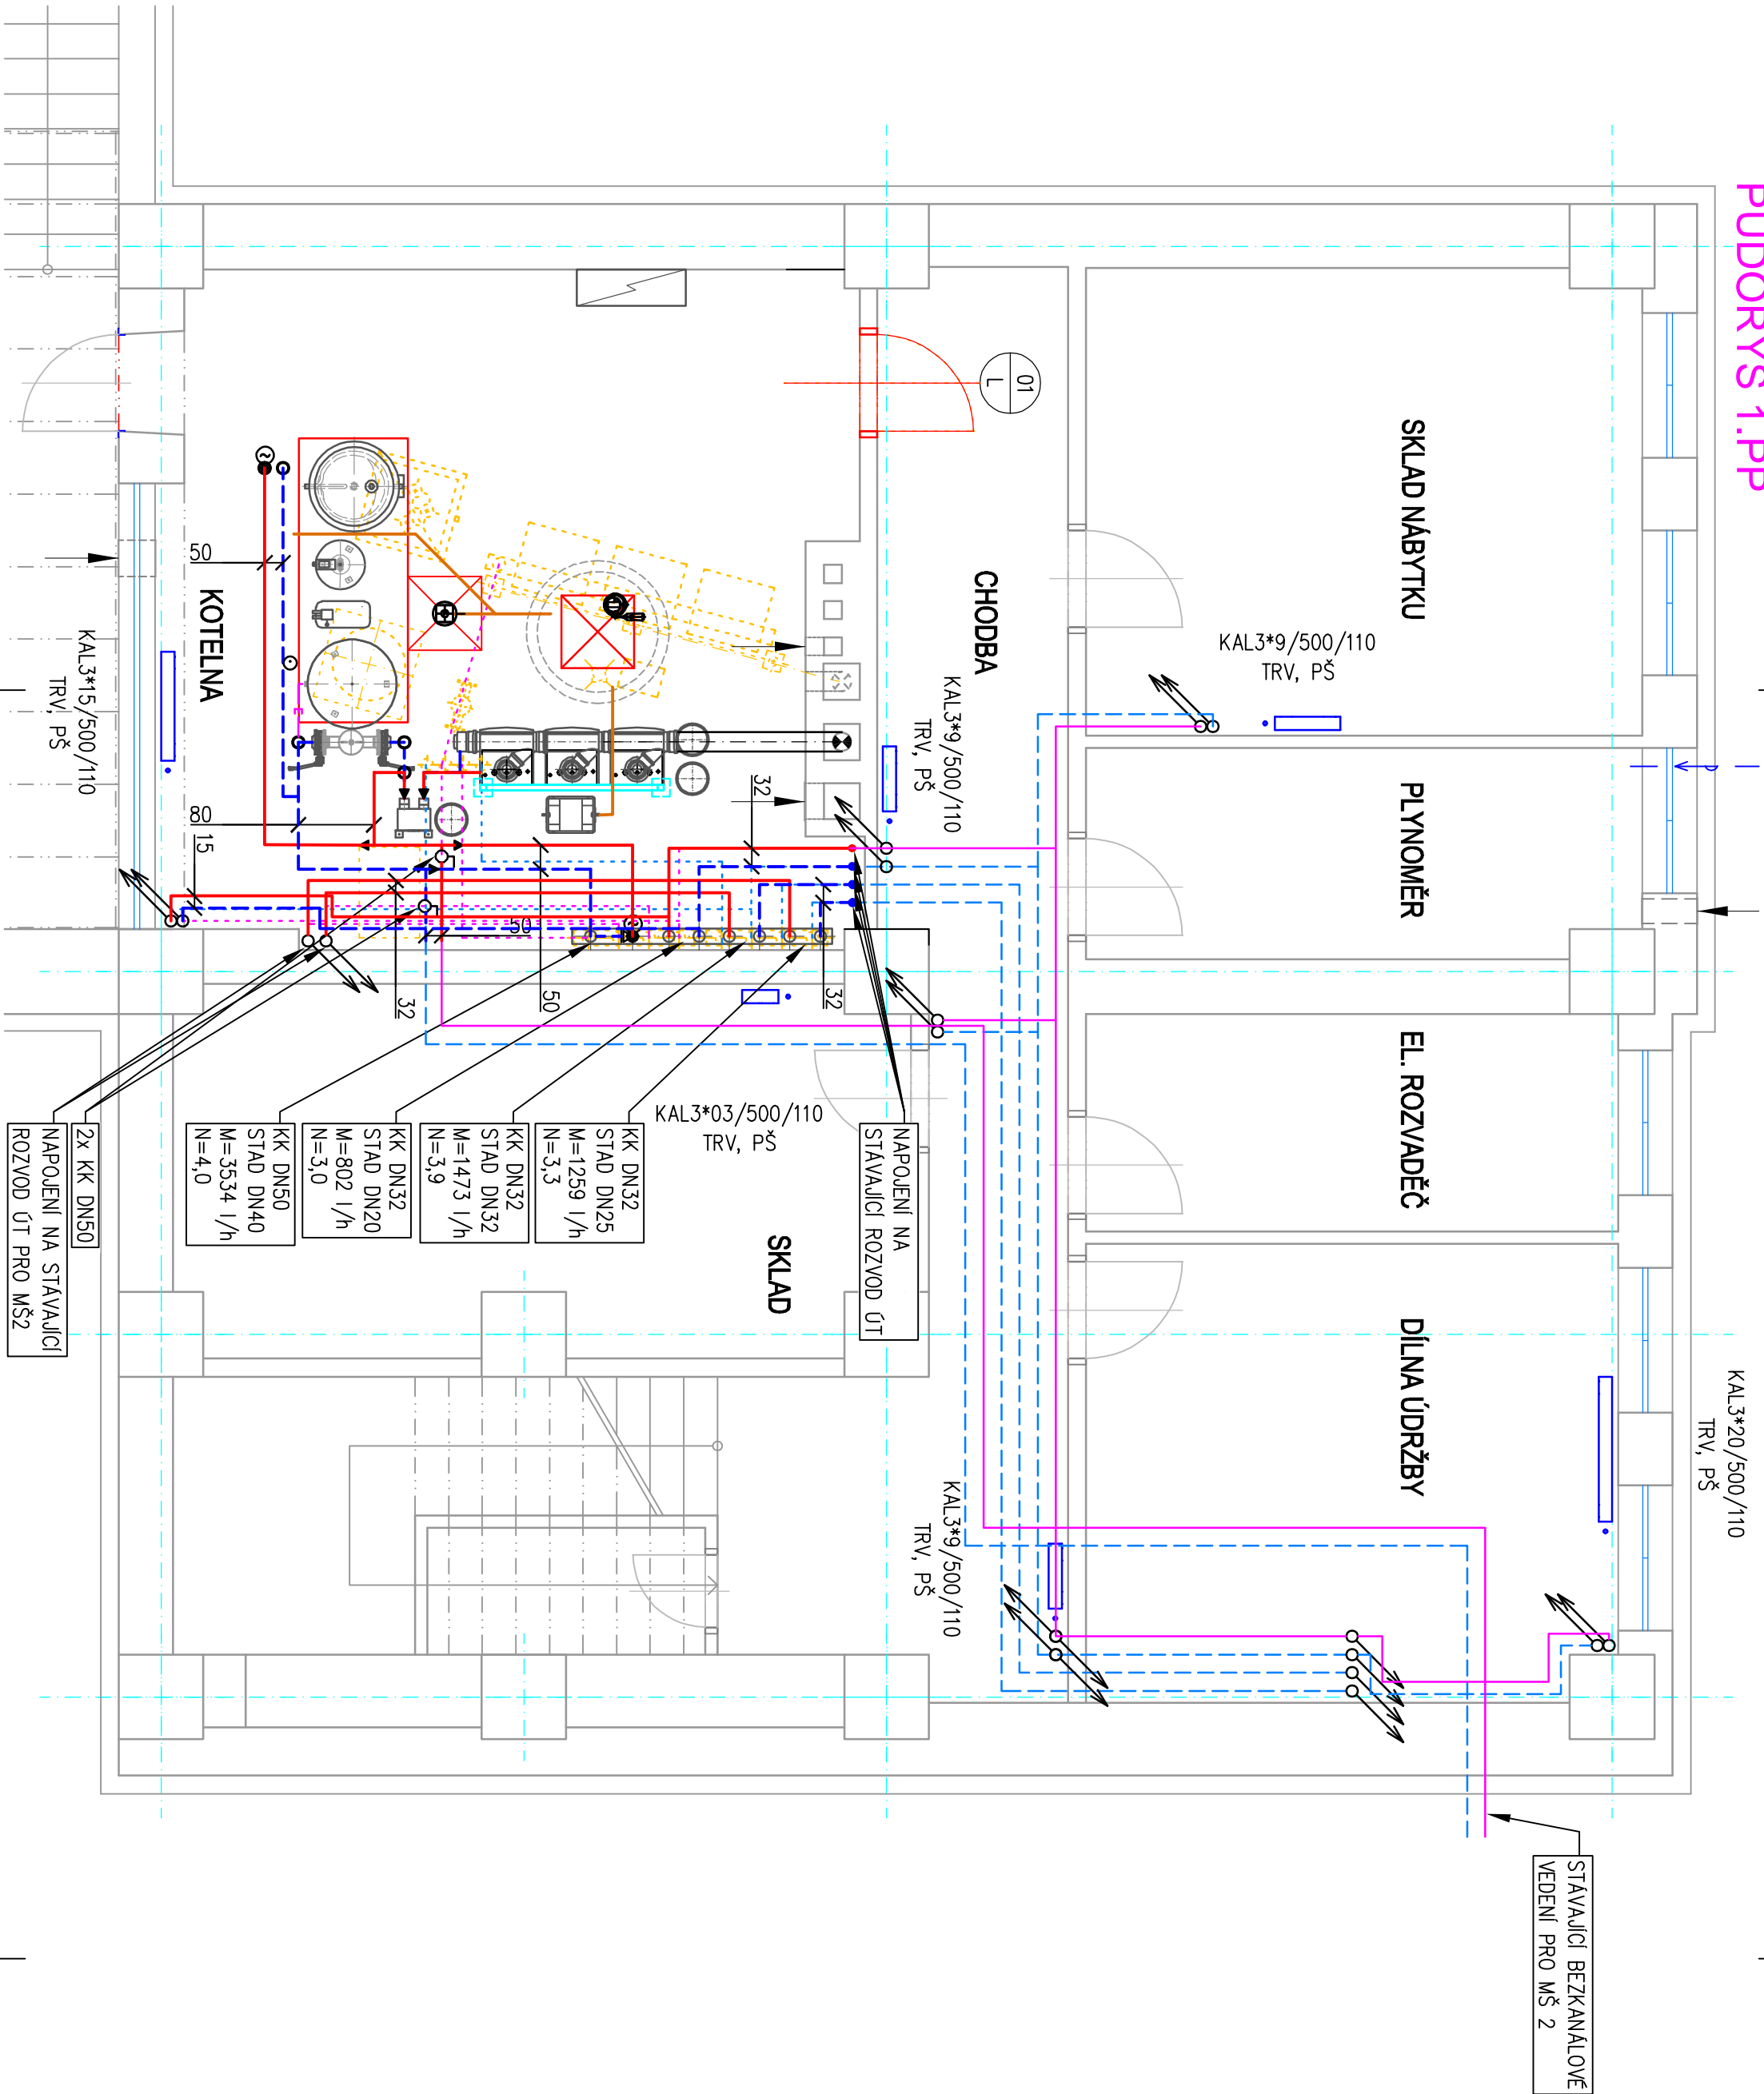 PŮDORYS 1.PP
SKLAD NÁBYTKU
PLYNOMĚR
EL. ROZVADĚČ
DÍLNA ÚDRŽBY
KAL3*20/500/110
TRV, PŠ
KAL3*9/500/110
TRV, PŠ
01
L
CHODBA
KAL3*9/500/110
TRV, PŠ
KAL3*9/500/110
TRV, PŠ
STÁVAJÍCÍ BEZKANÁLOVÉ
VEDENÍ PRO MŠ 2
NAPOJENÍ NA
STÁVAJÍCÍ ROZVOD ÚT
SKLAD
KAL3*03/500/110
TRV, PŠ
KK DN32
STAD DN25
M=1259 l/h
N=3,3
KK DN32
STAD DN32
M=1473 l/h
N=3,9
KK DN32
STAD DN20
M=802 l/h
N=3,0
KK DN50
STAD DN40
M=3534 l/h
N=4,0
2x KK DN50
NAPOJENÍ NA STÁVAJÍCÍ
ROZVOD ÚT PRO MŠ2
KOTELNA
KAL3*15/500/110
TRV, PŠ
50
80
15
32
32
50
50
32